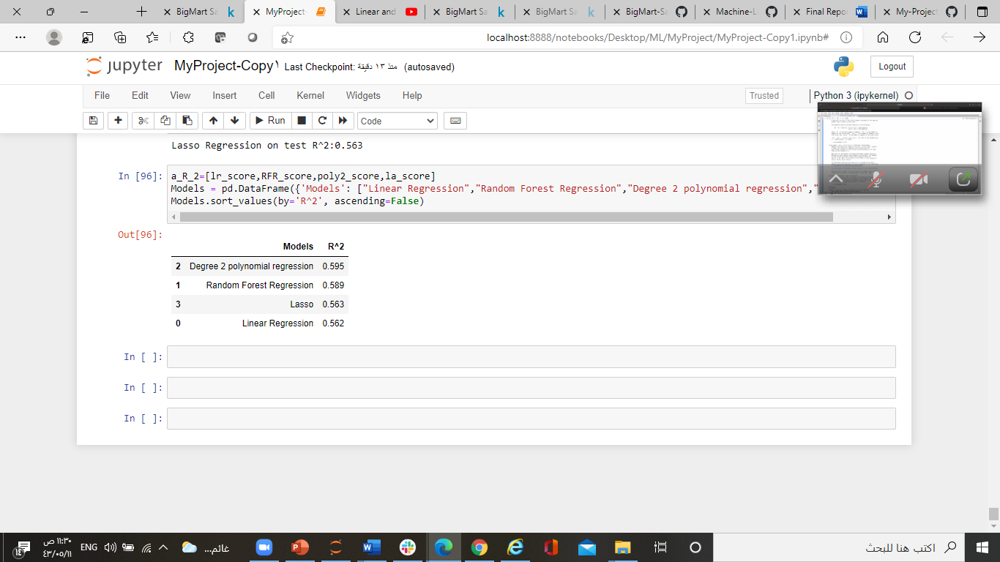 BigMart Sa
MyProject-
Linear and
BigMart Sa
BigMart Sa
BigMart-Sa
Machine-L
Final Repo
My-Project
localhost:8888/notebooks/Desktop/ML/MyProject/MyProject-Copy1.ipynb#
jupyter MyProject-Copy١ Last Checkpoint: منذ ١٣ دقيقة (autosaved)
Logout
File Edit View Insert Cell Kernel Widgets Help
Trusted
Python 3 (ipykernel)
Run
Code
Lasso Regression on test R^2:0.563
In [96]:
a_R_2=[lr_score,RFR_score,poly2_score,la_score]
Models = pd.DataFrame({'Models': ["Linear Regression","Random Forest Regression","Degree 2 polynomial regression","
Models.sort_values(by='R^2', ascending=False)
Out[96]:
Models R^2
2 Degree 2 polynomial regression 0.595
1 Random Forest Regression 0.589
3 Lasso 0.563
0 Linear Regression 0.562
In [ ]:
In [ ]:
In [ ]:
١٤
١١:٣٠ ص
٤٣/٠٥/١١
ENG
غائم...
اكتب هنا للبحث